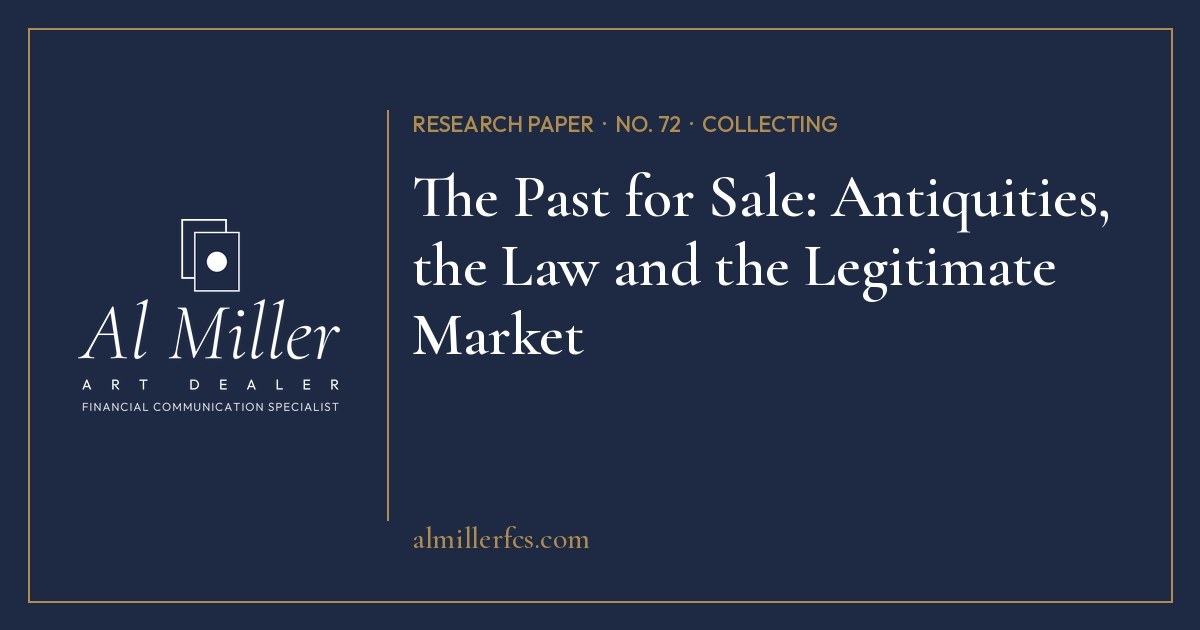 Al Miller
ART DEALER
FINANCIAL COMMUNICATION SPECIALIST
RESEARCH PAPER · NO. 72 · COLLECTING
The Past for Sale: Antiquities,
the Law and the Legitimate
Market
almillerfcs.com